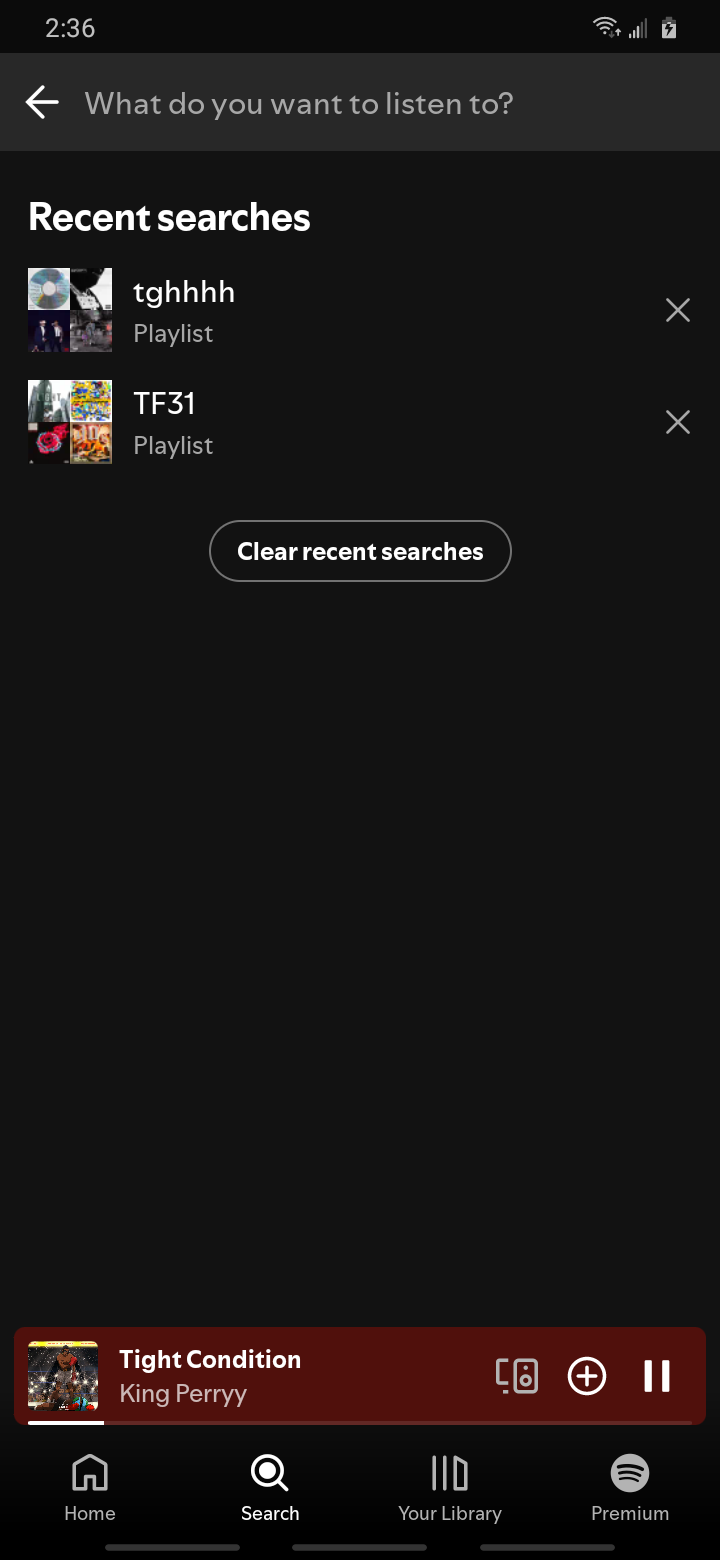 2:36
What do you want to listen to?
Recent searches
tghhhh
Playlist
TF31
Playlist
Clear recent searches
Tight Condition
King Perryy
Home
Search
Your Library
Premium